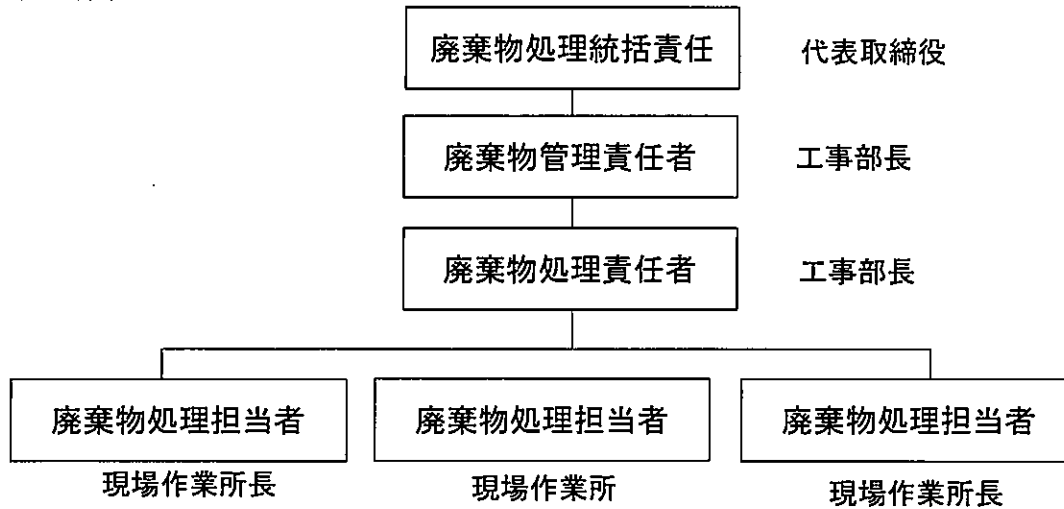 廃棄物処理統括責任 代表取締役
廃棄物管理責任者 工事部長
廃棄物処理責任者 工事部長
廃棄物処理担当者 廃棄物処理担当者 廃棄物処理担当者
現場作業所長 現場作業所 現場作業所長